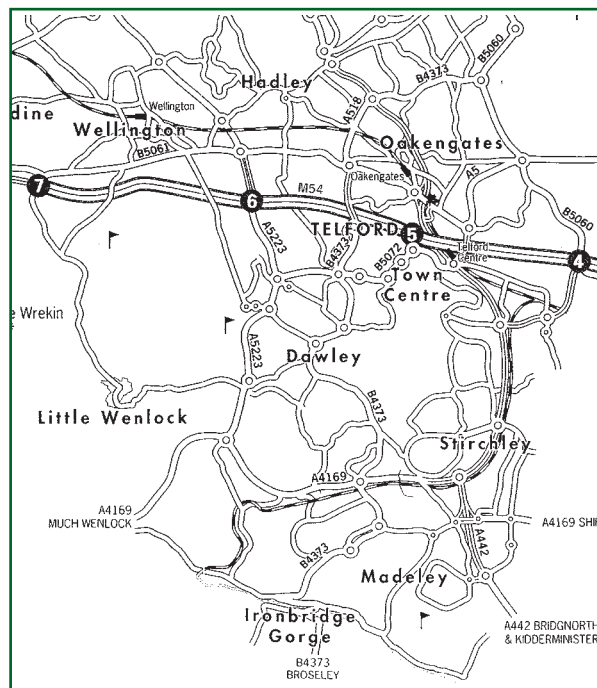 B5060
B4373
Hadley
A518
Wellington
dine
Wellington
Oakengates
B5061
A5
7
Oakengates
6
M54
B5060
TELFORD
5
A5223
B4373
B5072
Telford
Centre
4
Town
Centre
e Wrekin
A5223
Dawley
B4373
Little Wenlock
Stirchley
A4169
A4169
MUCH WENLOCK
A4169 SHIF
A442
B4373
Madeley
Ironbridge
Gorge
A442 BRIDGNORTH
& KIDDERMINISTER
B4373
BROSELEY